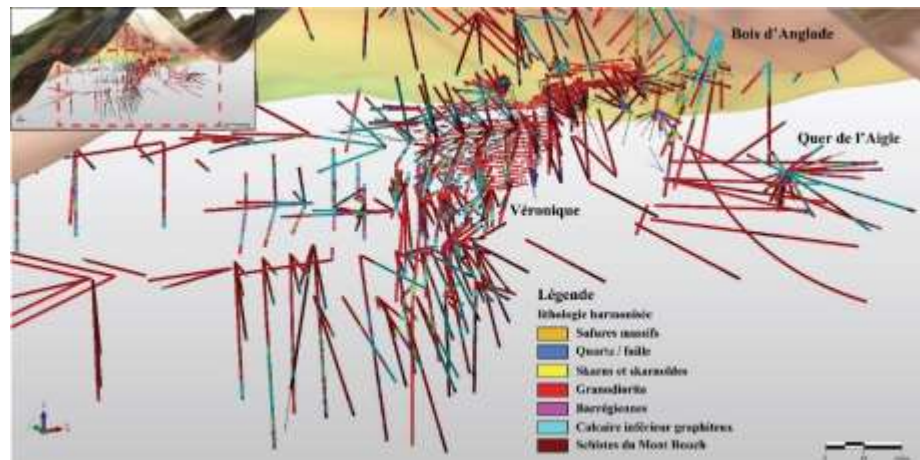 Bois d'Anglade
Quer de l'Aigle
Véronique
Légende
lithologie harmonisée
Sulfures massifs
Quartz / faille
Skarns et skarnoïdes
Granodiorite
Barrégiennes
Calcaire inférieur graphiteux
Schistes du Mont